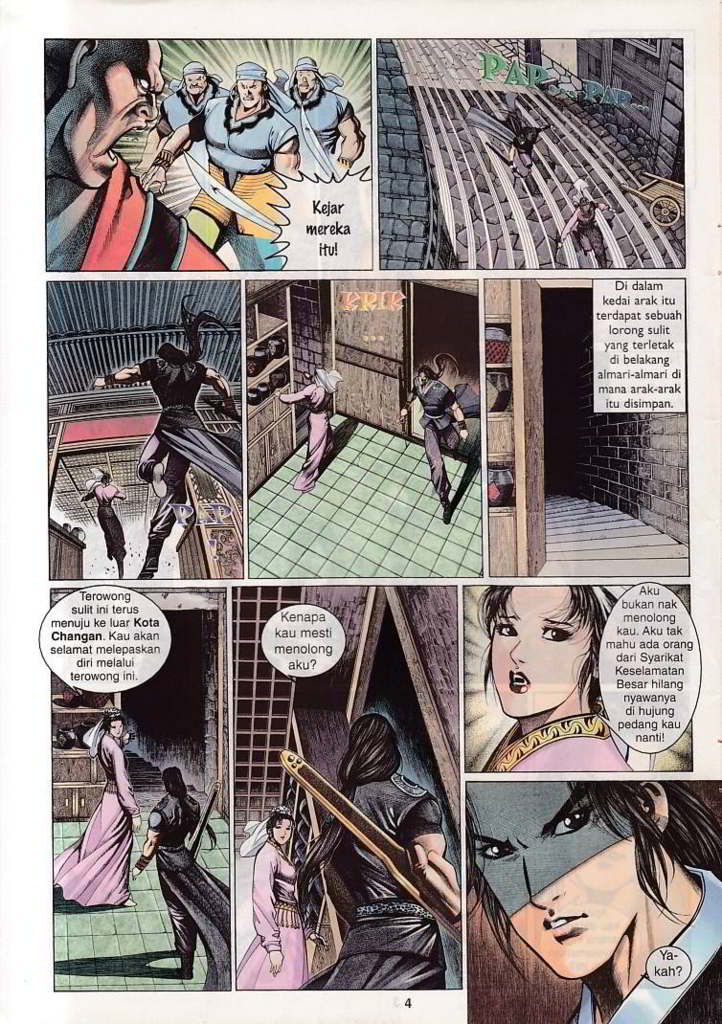 Kejar
mereka
itu!
PAP...PAP...
KRIK
...
PAP
Di dalam
kedai arak itu
terdapat sebuah
lorong sulit
yang terletak
di belakang
almari-almari di
mana arak-arak
itu disimpan.
Terowong
sulit ini terus
menuju ke luar Kota
Changan. Kau akan
selamat melepaskan
diri melalui
terowong ini.
Kenapa
kau mesti
menolong
aku?
Aku
bukan nak
menolong
kau. Aku tak
mahu ada orang
dari Syarikat
Keselamatan
Besar hilang
nyawanya
di hujung
pedang kau
nanti!
Ya-
kah?
4